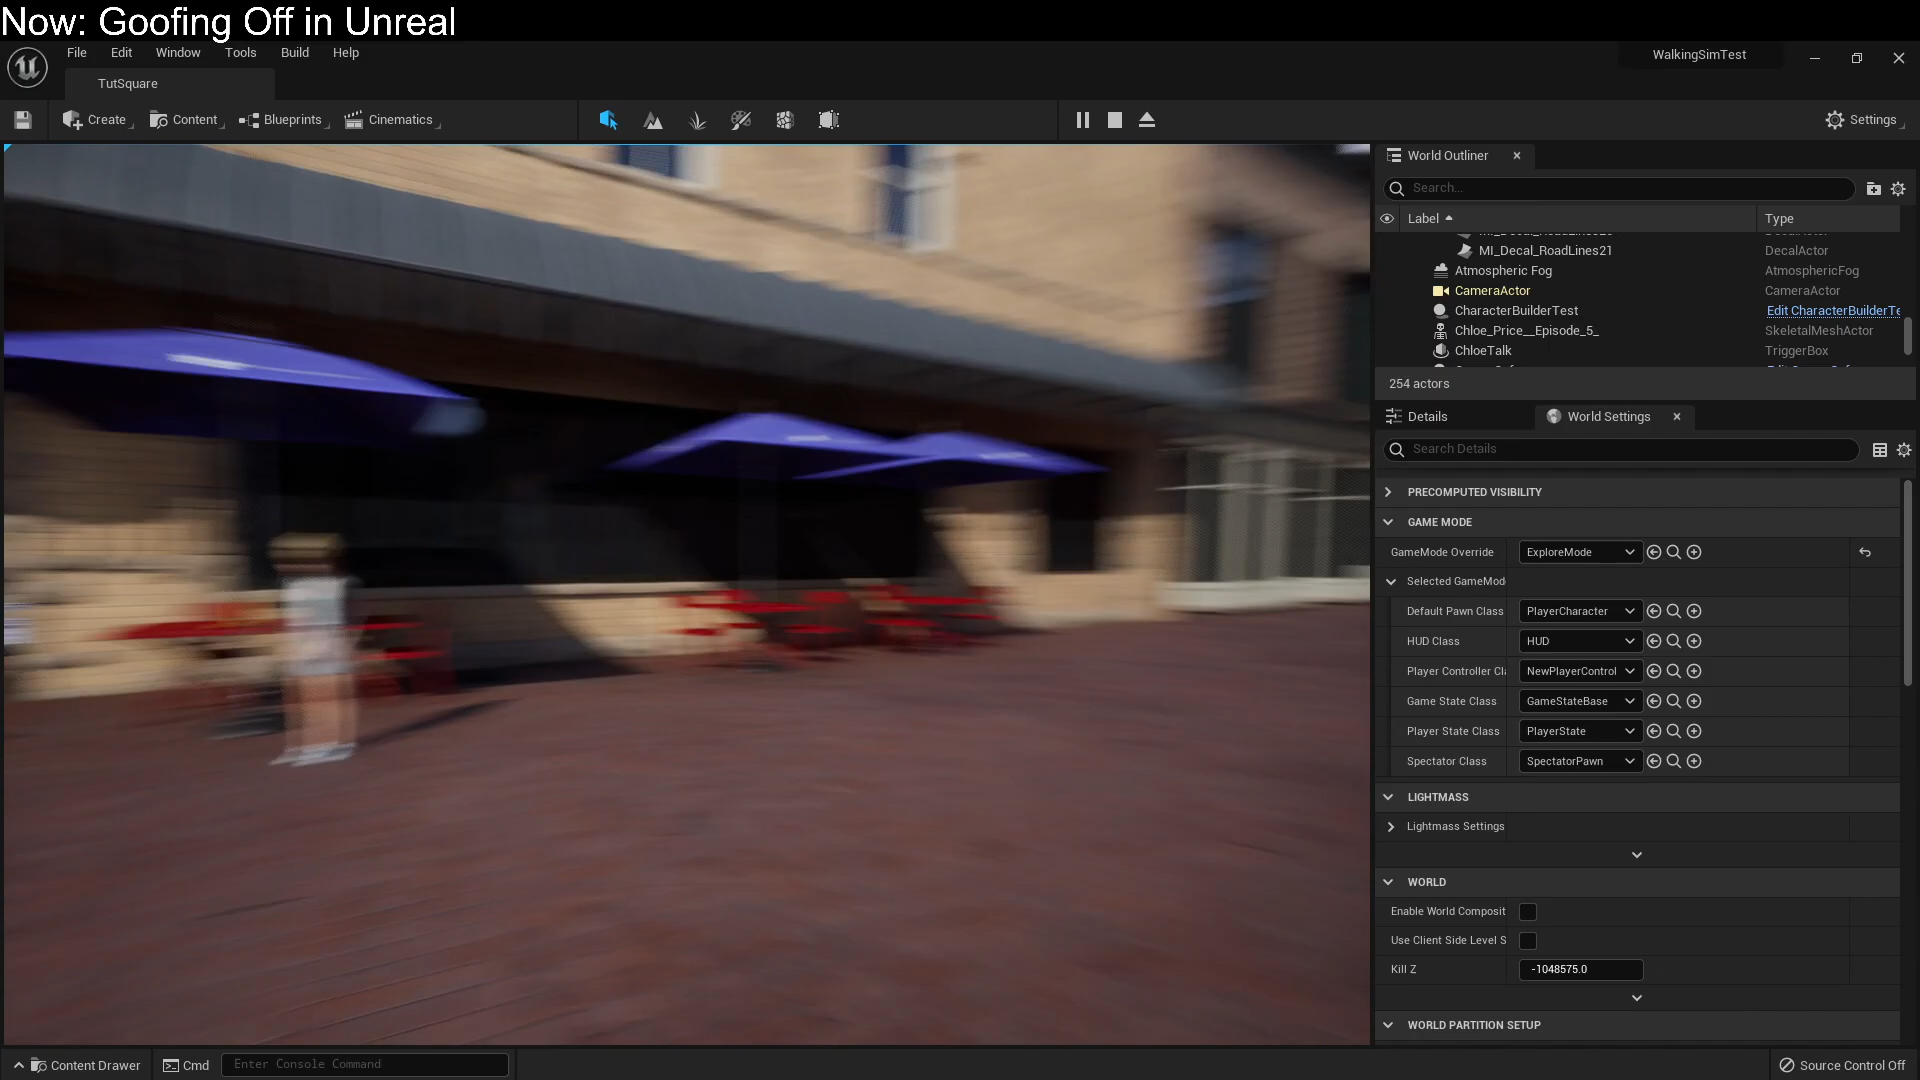 Now: Goofing Off in Unreal
File Edit Window Tools Build Help
WalkingSimTest
TutSquare
Create Content Blueprints Cinematics Settings
World Outliner
Search...
Label Type
MI_Decal_RoadLines21 DecalActor
Atmospheric Fog AtmosphericFog
CameraActor CameraActor
CharacterBuilderTest Edit CharacterBuilderTe
Chloe_Price__Episode_5_ SkeletalMeshActor
ChloeTalk TriggerBox
254 actors
Details World Settings
Search Details
PRECOMPUTED VISIBILITY
GAME MODE
GameMode Override ExploreMode
Selected GameMod
Default Pawn Class PlayerCharacter
HUD Class HUD
Player Controller Cl NewPlayerControl
Game State Class GameStateBase
Player State Class PlayerState
Spectator Class SpectatorPawn
LIGHTMASS
Lightmass Settings
WORLD
Enable World Composit
Use Client Side Level S
Kill Z -1048575.0
WORLD PARTITION SETUP
Content Drawer Cmd Enter Console Command Source Control Off